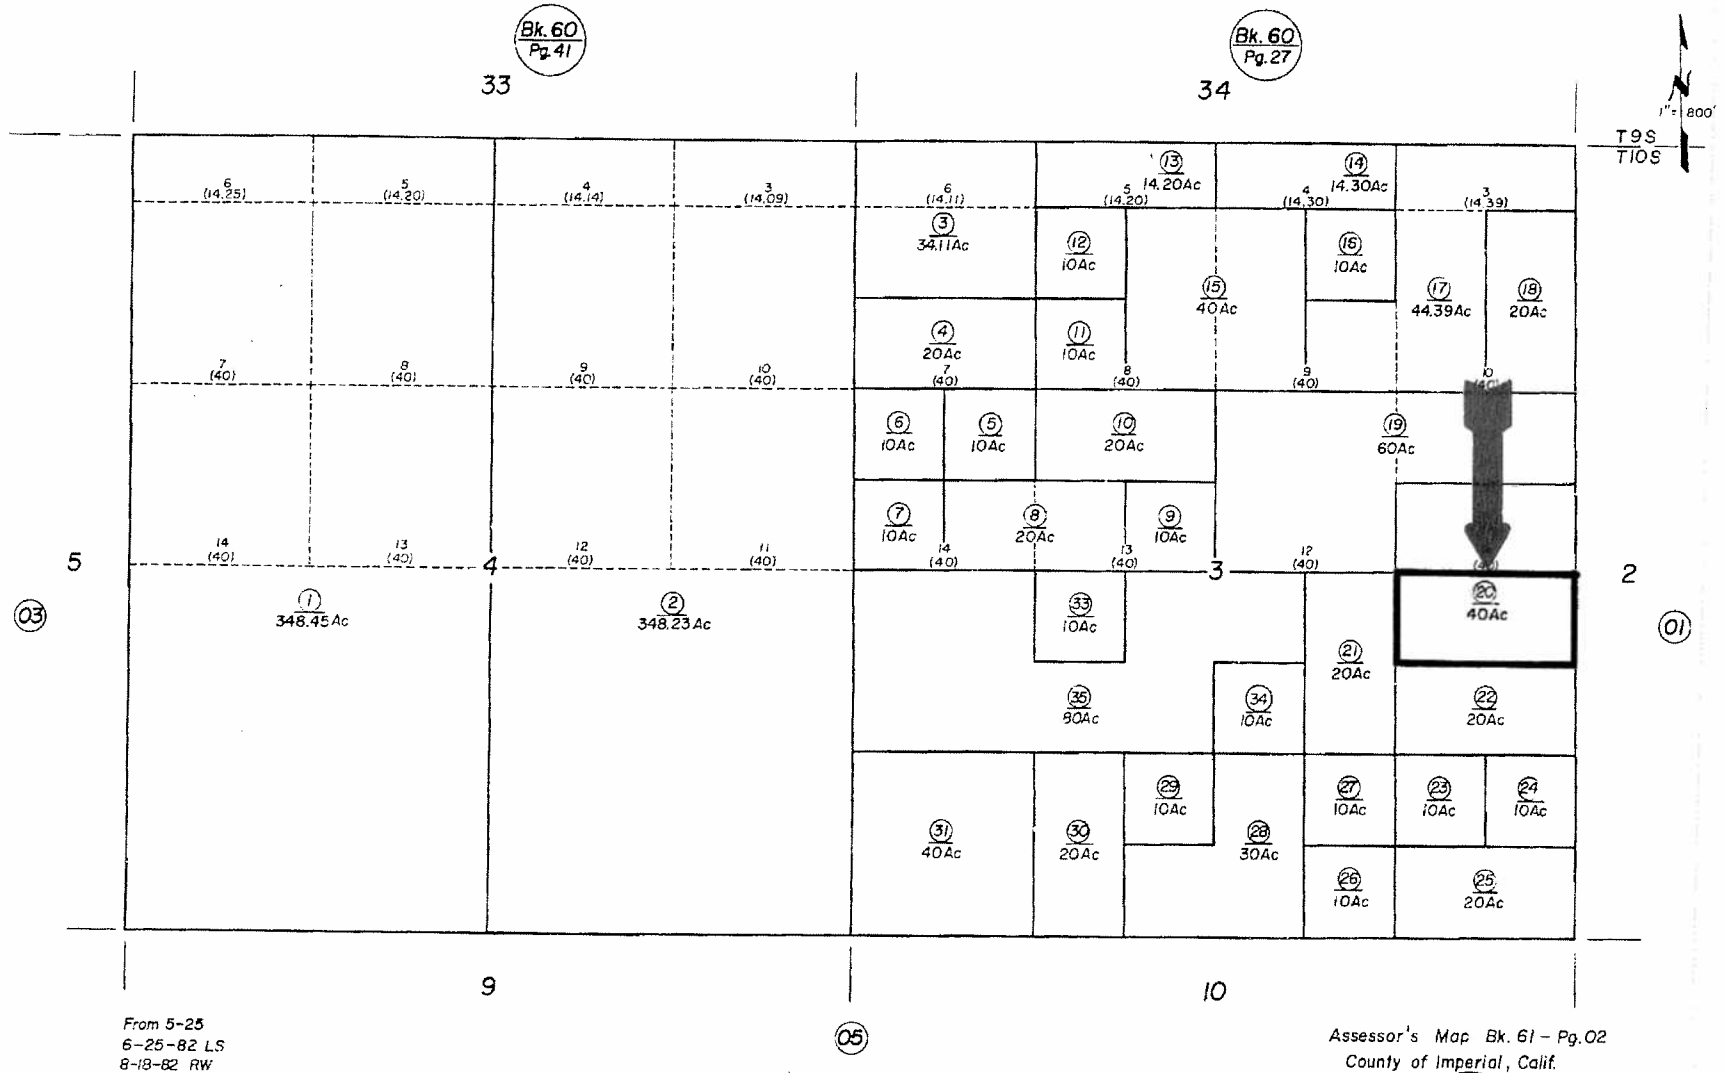 Bk. 60
Pg. 41
Bk. 60
Pg. 27
33
34
N
1"= 800'
T9S
T10S
6
(14.25)
5
(14.20)
4
(14.14)
3
(14.09)
6
(14.11)
5
(14.20)
4
(14.30)
3
(14.39)
13
14.20Ac
14
14.30Ac
3
34.11Ac
12
10Ac
16
10Ac
15
40Ac
17
44.39Ac
18
20Ac
4
20Ac
11
10Ac
7
(40)
8
(40)
9
(40)
10
(40)
7
(40)
8
(40)
9
(40)
(40)
6
10Ac
5
10Ac
10
20Ac
19
60Ac
7
10Ac
8
20Ac
9
10Ac
14
(40)
13
(40)
12
(40)
11
(40)
14
(40)
13
(40)
12
(40)
5
4
3
2
03
1
348.45Ac
2
348.23Ac
33
10Ac
20
40Ac
01
21
20Ac
35
80Ac
34
10Ac
22
20Ac
29
10Ac
27
10Ac
23
10Ac
24
10Ac
31
40Ac
30
20Ac
28
30Ac
26
10Ac
25
20Ac
9
10
05
From 5-25
6-25-82 LS
8-18-82 RW
Assessor's Map Bk. 61 - Pg. 02
County of Imperial, Calif.